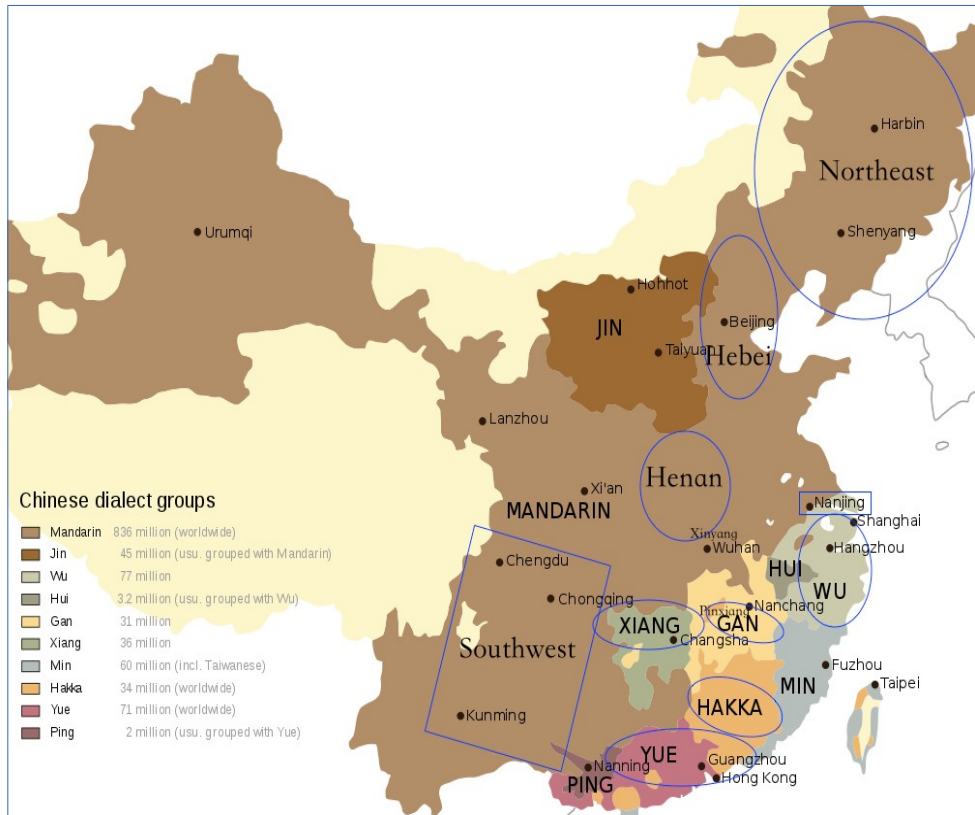 Harbin
Northeast
Urumqi
Shenyang
Hohhot
JIN
Beijing
Taiyuan
Hebei
Lanzhou
Henan
Xi'an
MANDARIN
Nanjing
Shanghai
Xinyang
Wuhan
Hangzhou
HUI
WU
Chengdu
Chongqing
Pinxiang
Nanchang
XIANG
GAN
Changsha
Southwest
Fuzhou
MIN
Taipei
HAKKA
Kunming
YUE
Guangzhou
Nanning
Hong Kong
PING
Chinese dialect groups
Mandarin 836 million (worldwide)
Jin 45 million (usu. grouped with Mandarin)
Wu 77 million
Hui 3.2 million (usu. grouped with Wu)
Gan 31 million
Xiang 36 million
Min 60 million (incl. Taiwanese)
Hakka 34 million (worldwide)
Yue 71 million (worldwide)
Ping 2 million (usu. grouped with Yue)